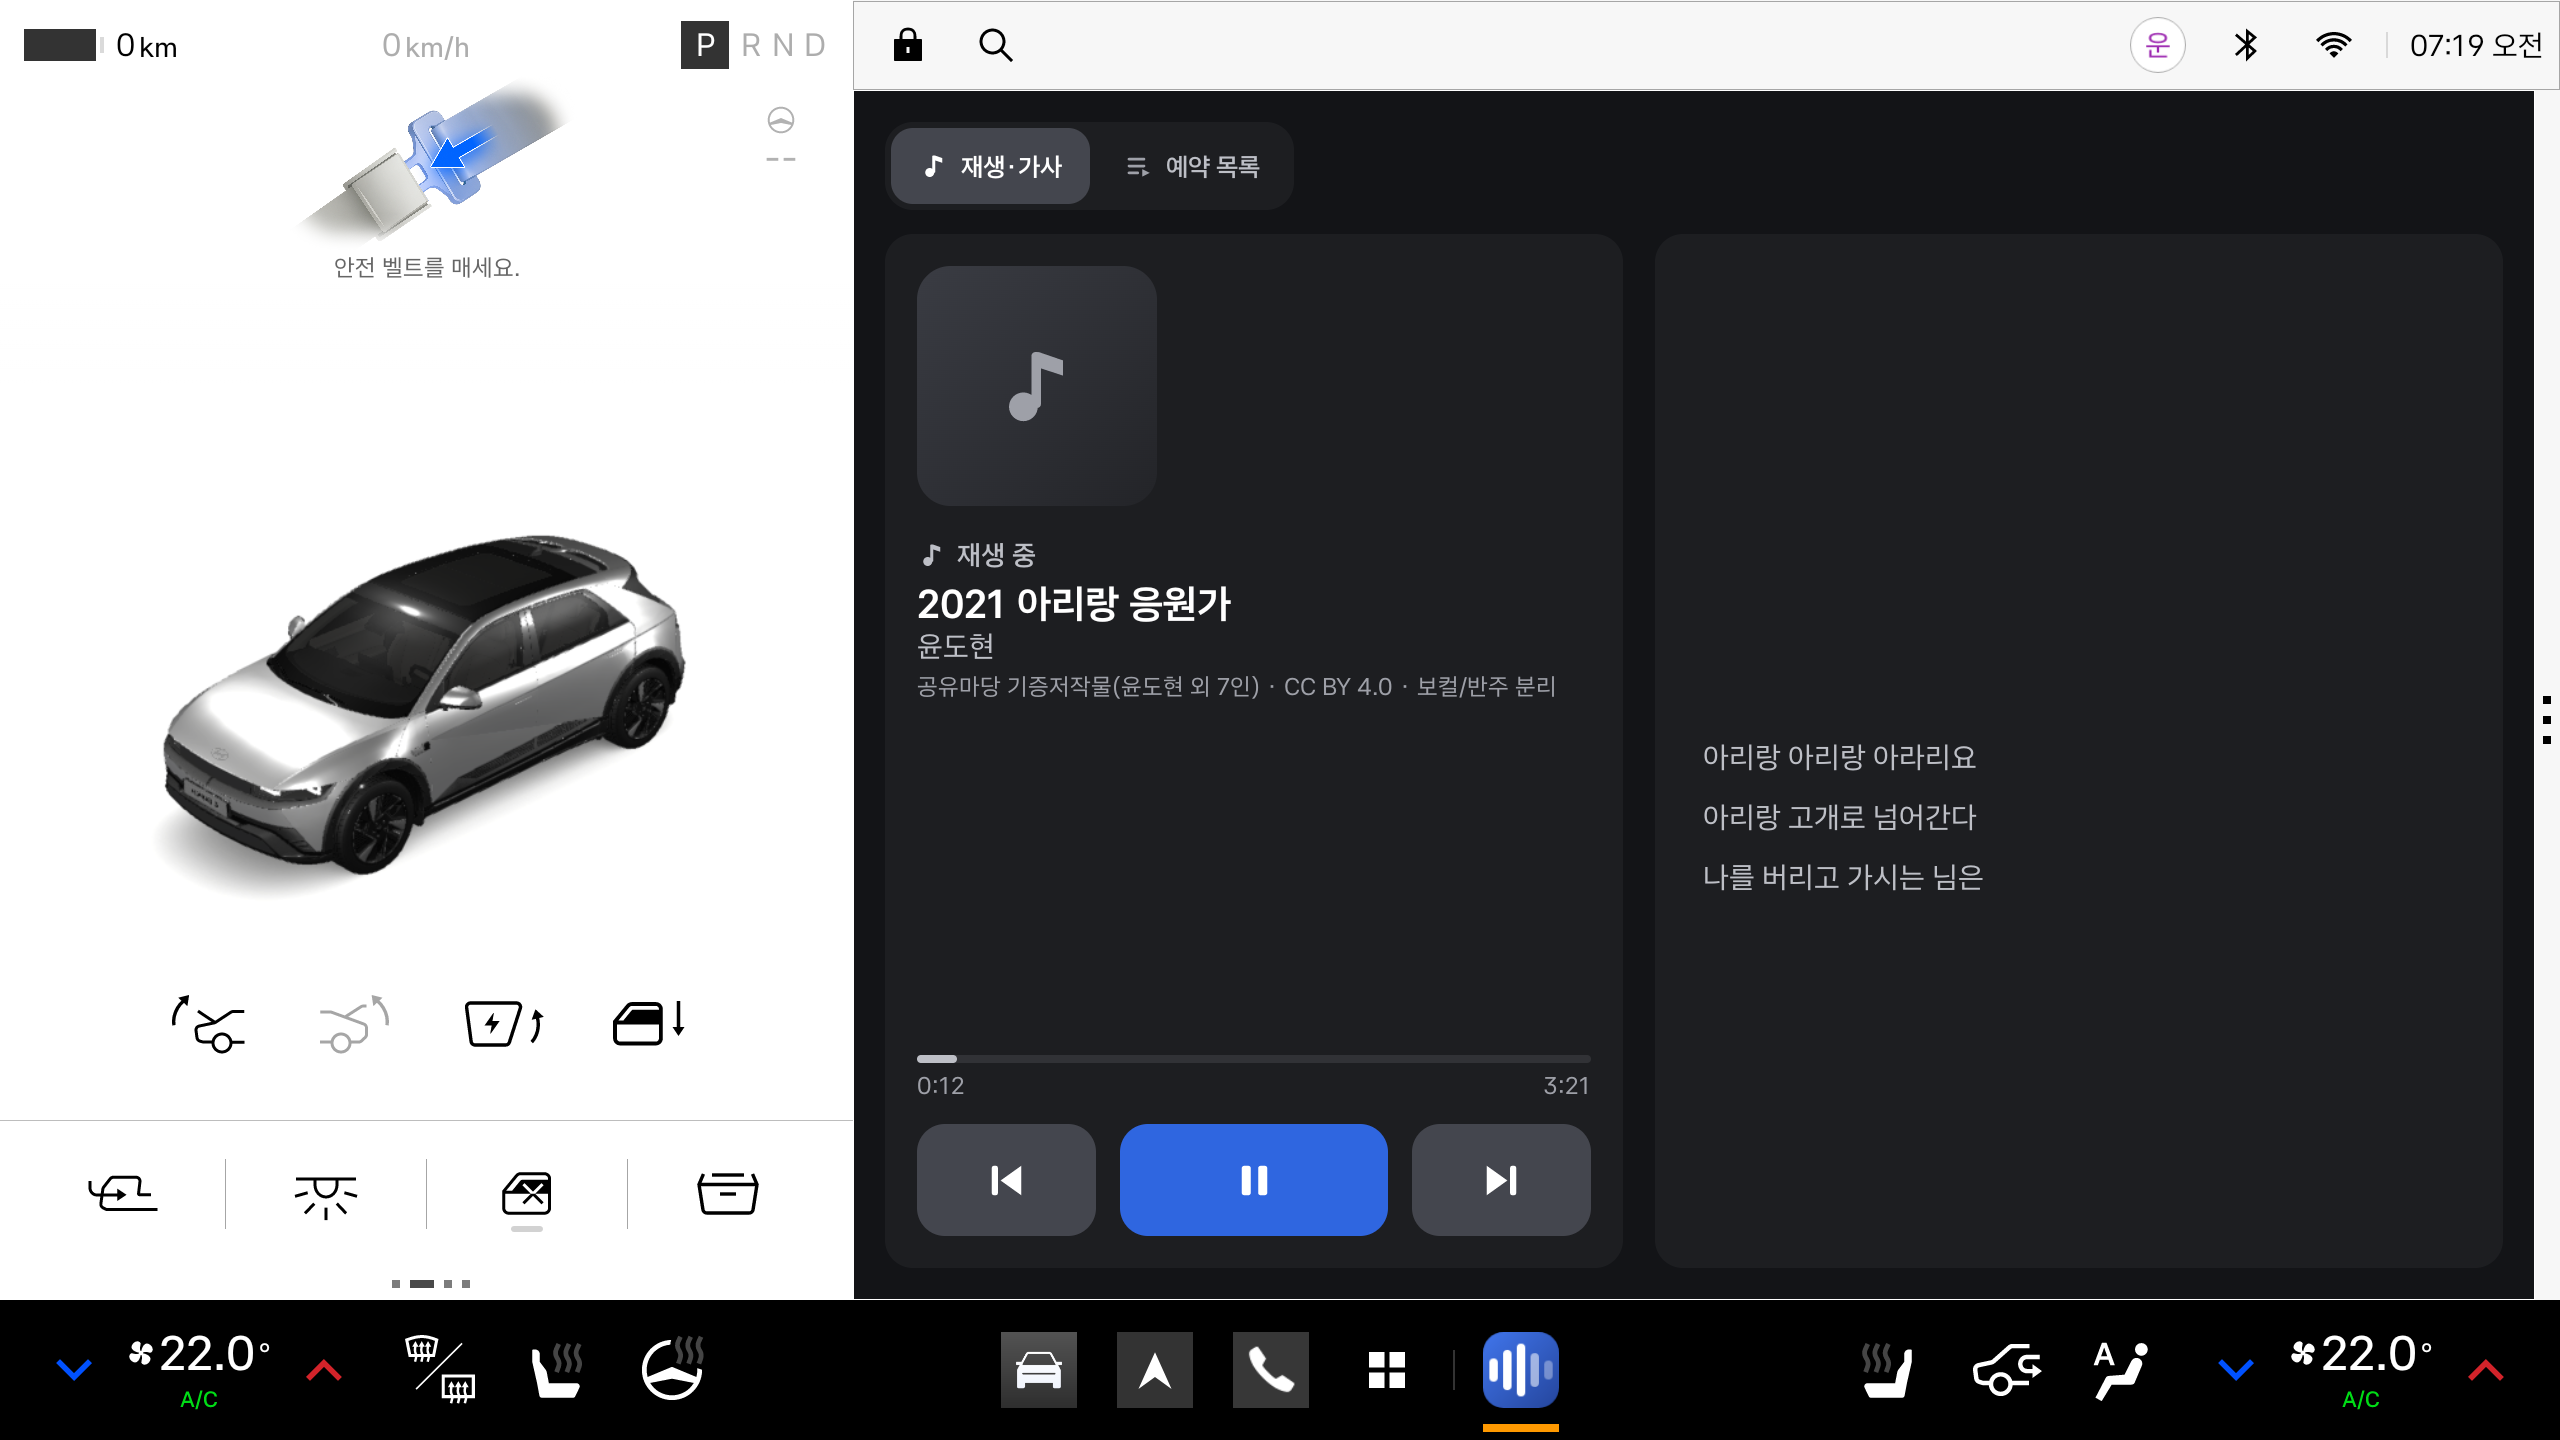 0 km
0 km/h
P R N D
안전 벨트를 매세요.
운
07:19 오전
재생·가사
예약 목록
재생 중
2021 아리랑 응원가
윤도현
공유마당 기증저작물(윤도현 외 7인) · CC BY 4.0 · 보컬/반주 분리
0:12
3:21
아리랑 아리랑 아라리요
아리랑 고개로 넘어간다
나를 버리고 가시는 님은
22.0°
A/C
A
22.0°
A/C